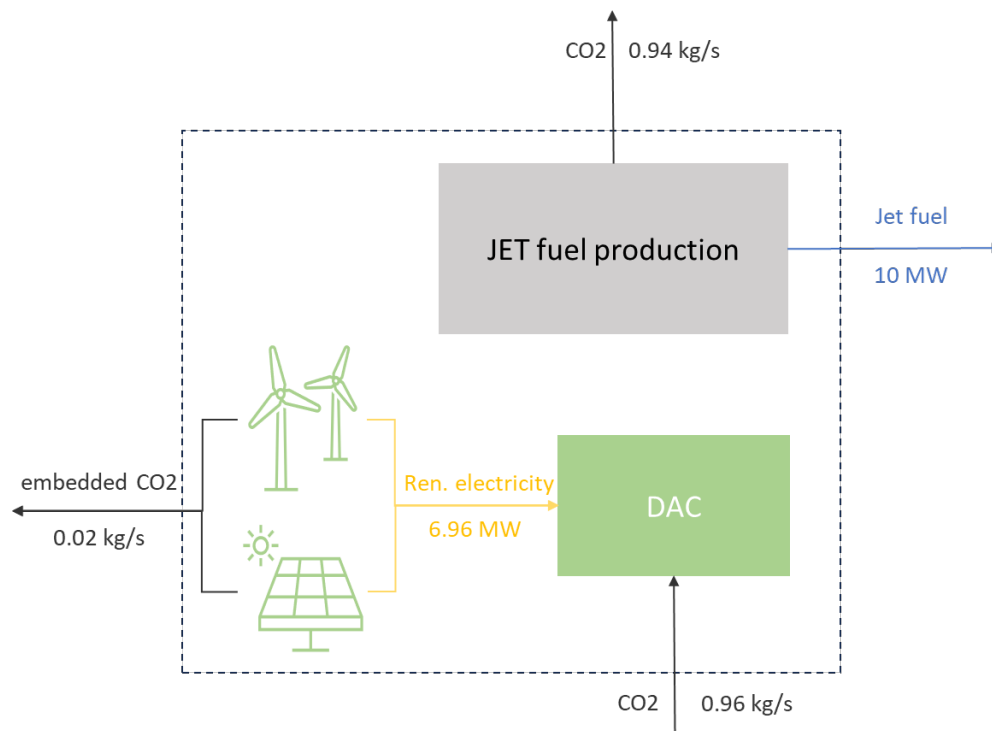 CO2 0.94 kg/s
Jet fuel
JET fuel production
10 MW
embedded CO2
0.02 kg/s
Ren. electricity
6.96 MW
DAC
CO2 0.96 kg/s